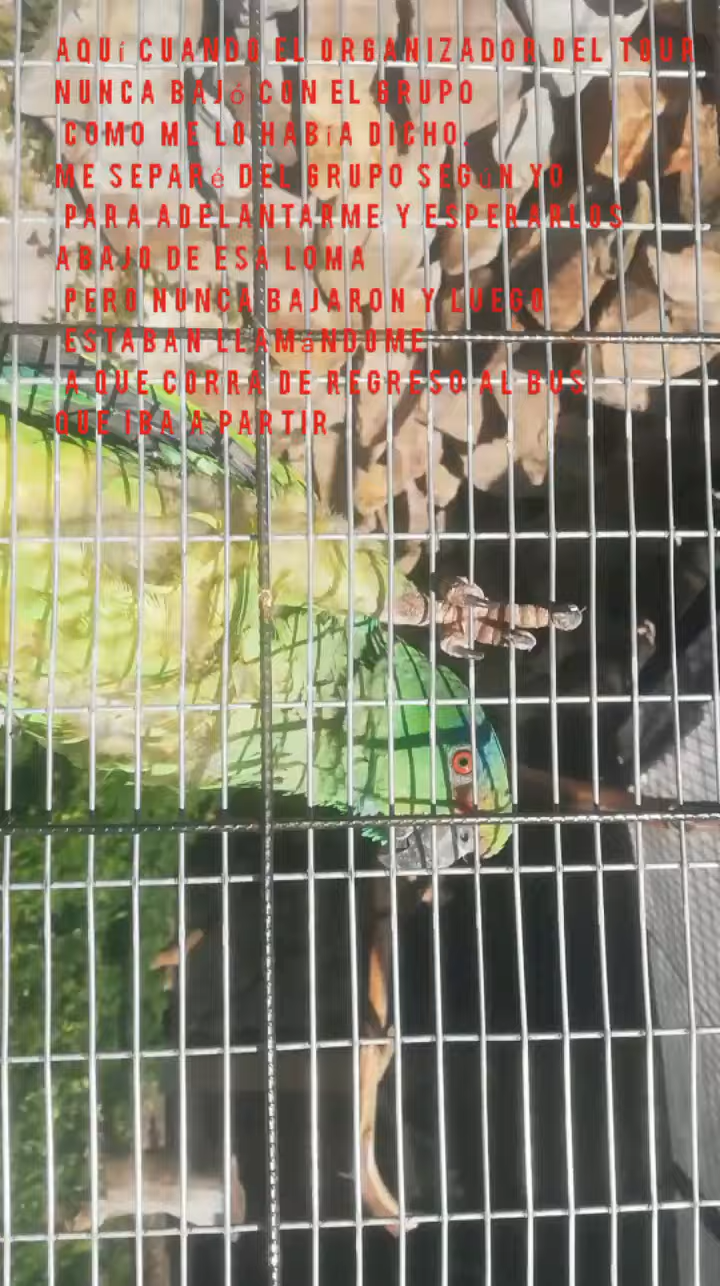 AQUí CUANDO EL ORGANIZADOR DEL TOUR
NUNCA BAJó CON EL GRUPO
COMO ME LO HABíA DICHO.
ME SEPARé DEL GRUPO SEGúN YO
PARA ADELANTARME Y ESPERARLOS
ABAJO DE ESA LOMA
PERO NUNCA BAJARON Y LUEGO
ESTABAN LLAMáNDOME
A QUE CORRA DE REGRESO AL BUS
QUE IBA A PARTIR